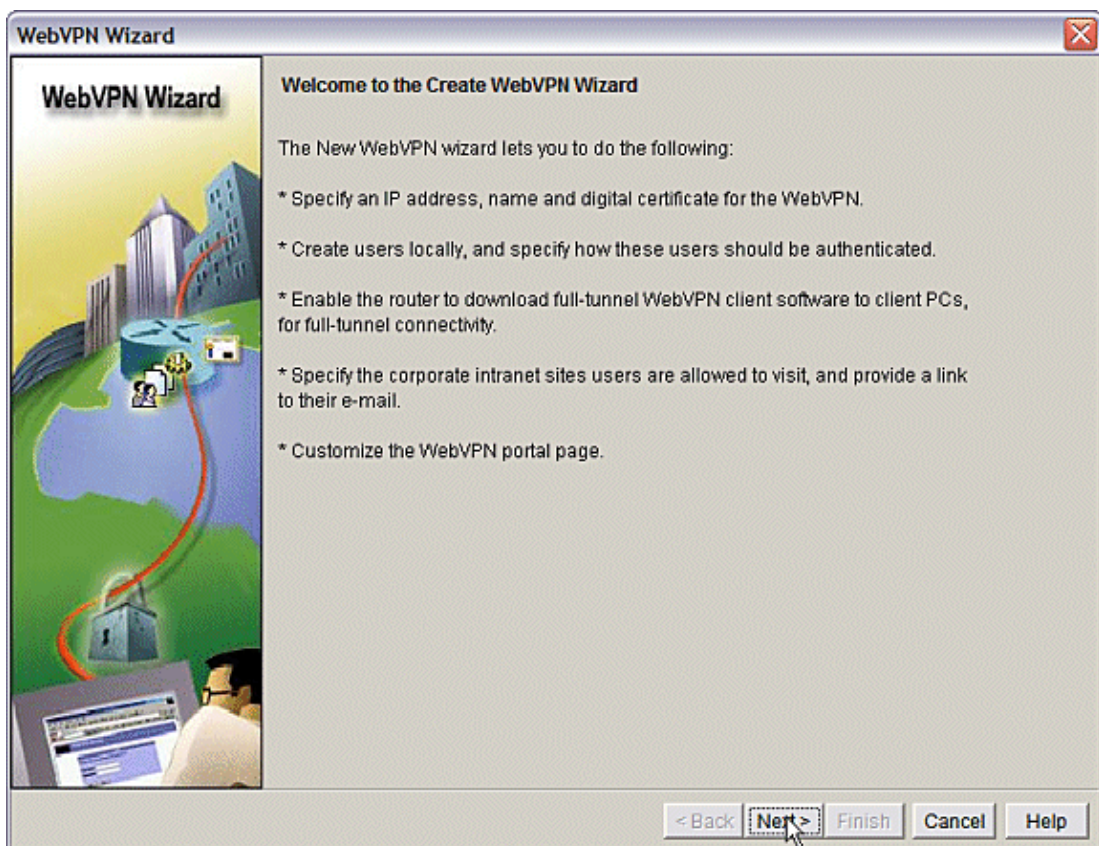 WebVPN Wizard
WebVPN Wizard
Welcome to the Create WebVPN Wizard
The New WebVPN wizard lets you to do the following:
* Specify an IP address, name and digital certificate for the WebVPN.
* Create users locally, and specify how these users should be authenticated.
* Enable the router to download full-tunnel WebVPN client software to client PCs,
for full-tunnel connectivity.
* Specify the corporate intranet sites users are allowed to visit, and provide a link
to their e-mail.
* Customize the WebVPN portal page.
< Back Next > Finish Cancel Help